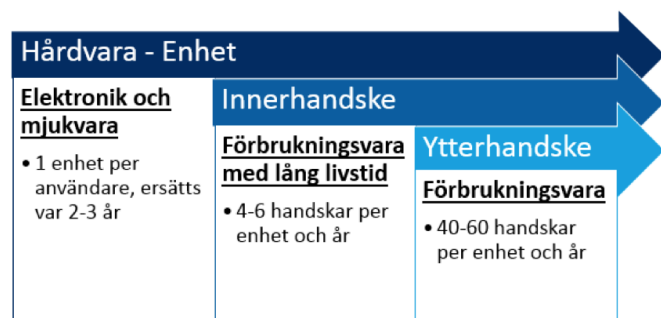 Hårdvara - Enhet
Elektronik och
mjukvara
• 1 enhet per
användare, ersätts
var 2-3 år
Innerhandske
Förbrukningsvara
med lång livstid
• 4-6 handskar per
enhet och år
Ytterhandske
Förbrukningsvara
• 40-60 handskar
per enhet och år